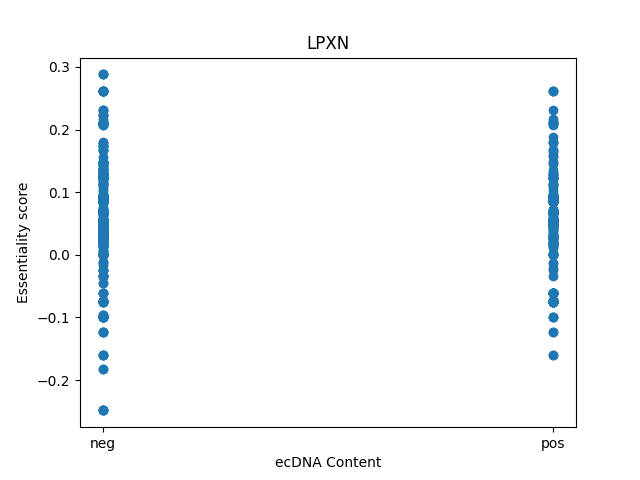 LPXN
Essentiality score
0.3
0.2
0.1
0.0
−0.1
−0.2
neg
pos
ecDNA Content